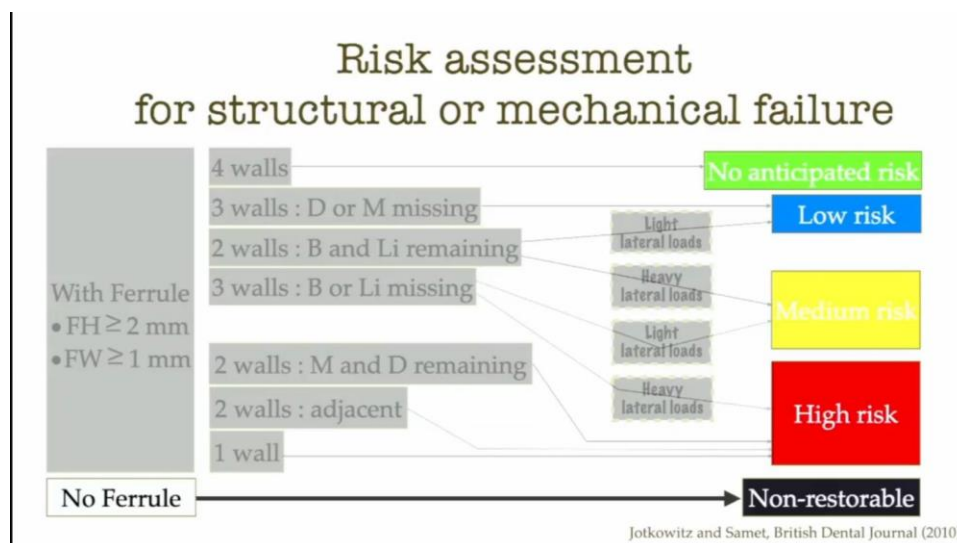 Risk assessment
for structural or mechanical failure
With Ferrule
• FH ≥ 2 mm
• FW ≥ 1 mm
4 walls
3 walls : D or M missing
2 walls : B and Li remaining
3 walls : B or Li missing
2 walls : M and D remaining
2 walls : adjacent
1 wall
Light
lateral loads
Heavy
lateral loads
Light
lateral loads
Heavy
lateral loads
No anticipated risk
Low risk
Medium risk
High risk
No Ferrule
Non-restorable
Jotkowitz and Samet, British Dental Journal (2010